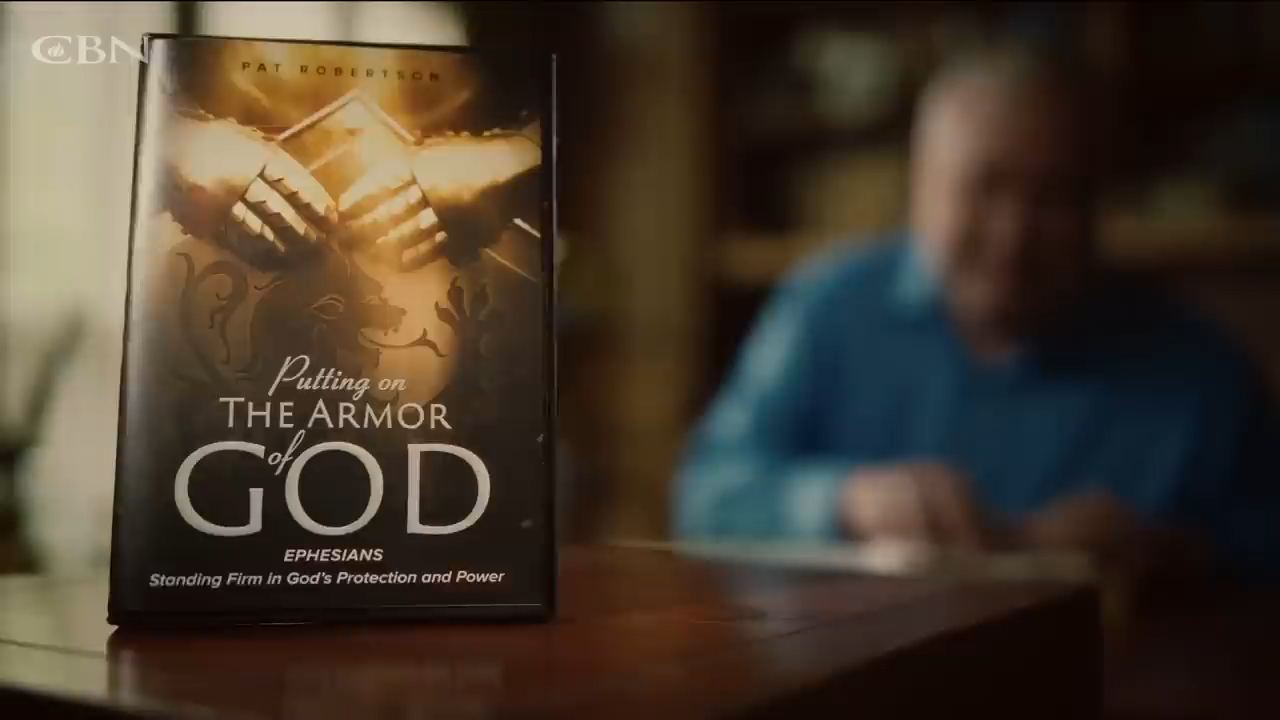 CBN
PAT ROBERTSON
Putting on
THE ARMOR
of
GOD
EPHESIANS
Standing Firm in God's Protection and Power